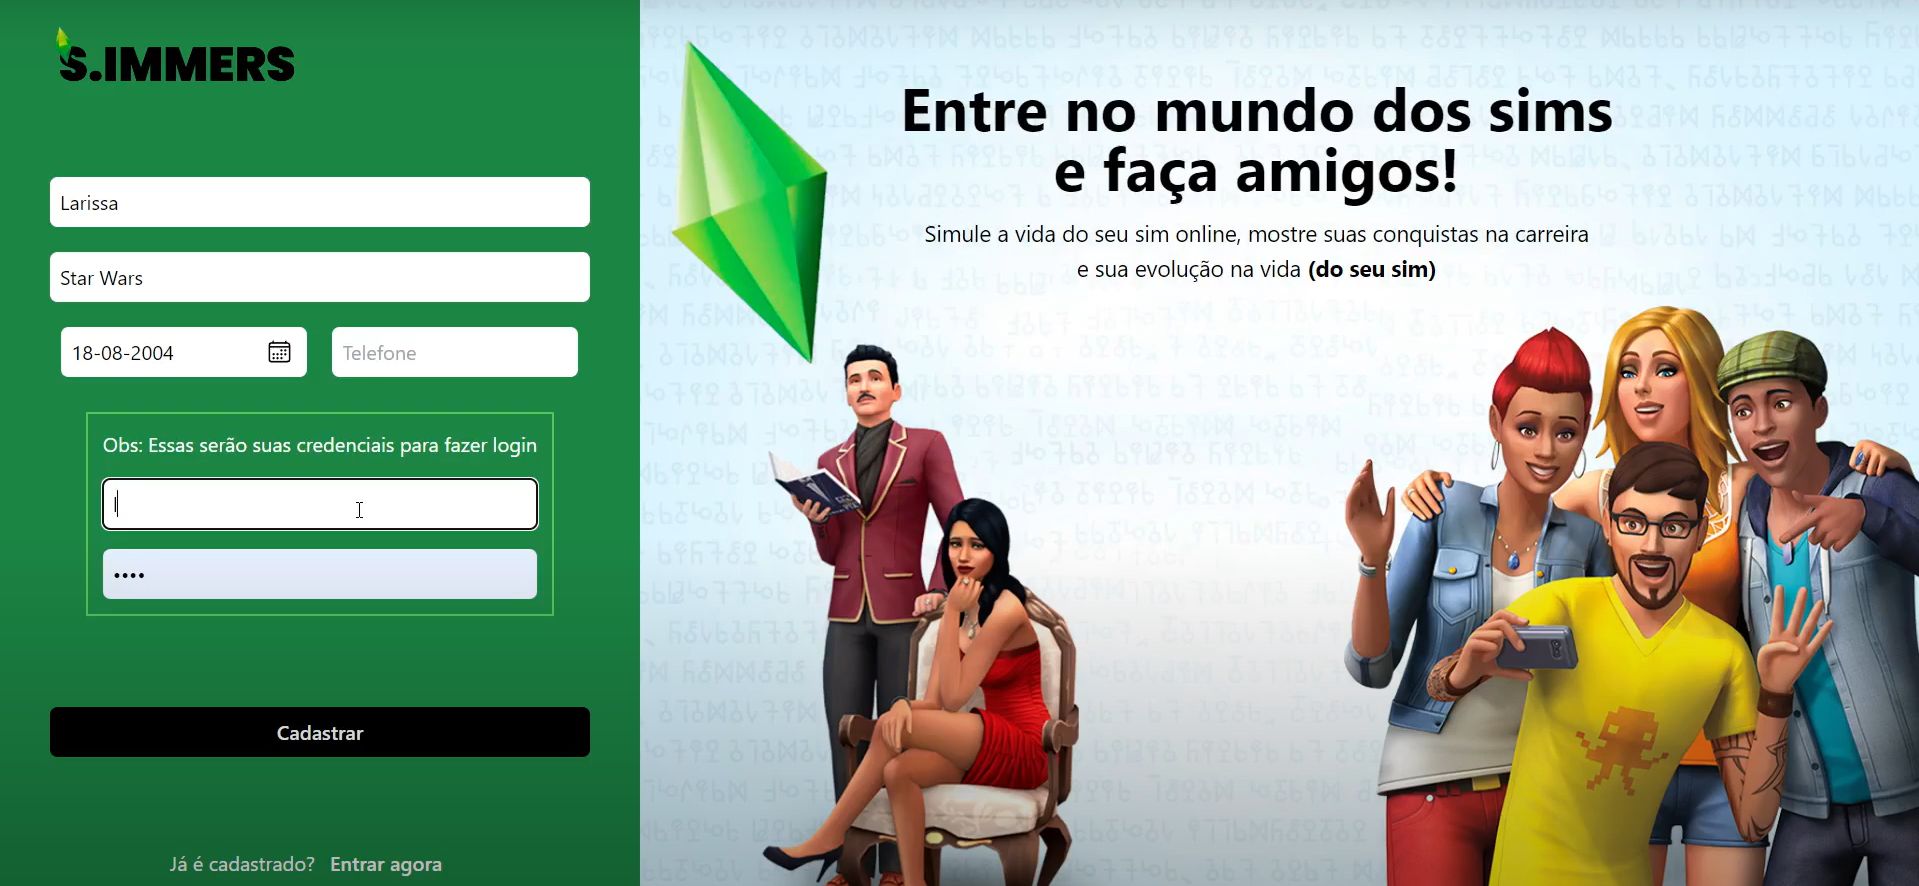 S.IMMERS
Larissa
Star Wars
18-08-2004
Telefone
Obs: Essas serão suas credenciais para fazer login
l
••••
Cadastrar
Já é cadastrado? Entrar agora
Entre no mundo dos sims
e faça amigos!
Simule a vida do seu sim online, mostre suas conquistas na carreira
e sua evolução na vida (do seu sim)